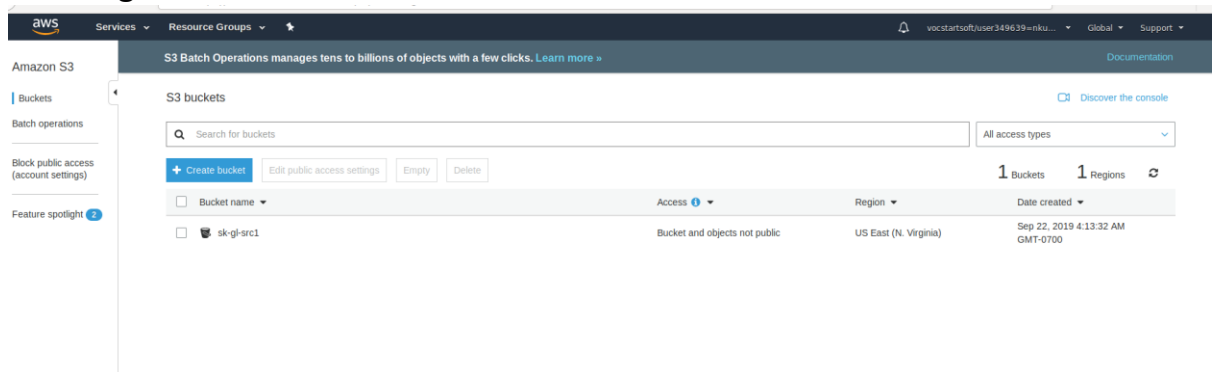 aws Services Resource Groups vocstartsoft/user349639=nku... Global Support
Amazon S3
S3 Batch Operations manages tens to billions of objects with a few clicks. Learn more » Documentation
Buckets
Batch operations
Block public access
(account settings)
Feature spotlight 2
S3 buckets Discover the console
Search for buckets All access types
+ Create bucket Edit public access settings Empty Delete 1 Buckets 1 Regions
Bucket name Access Region Date created
sk-gl-src1 Bucket and objects not public US East (N. Virginia) Sep 22, 2019 4:13:32 AM
GMT-0700